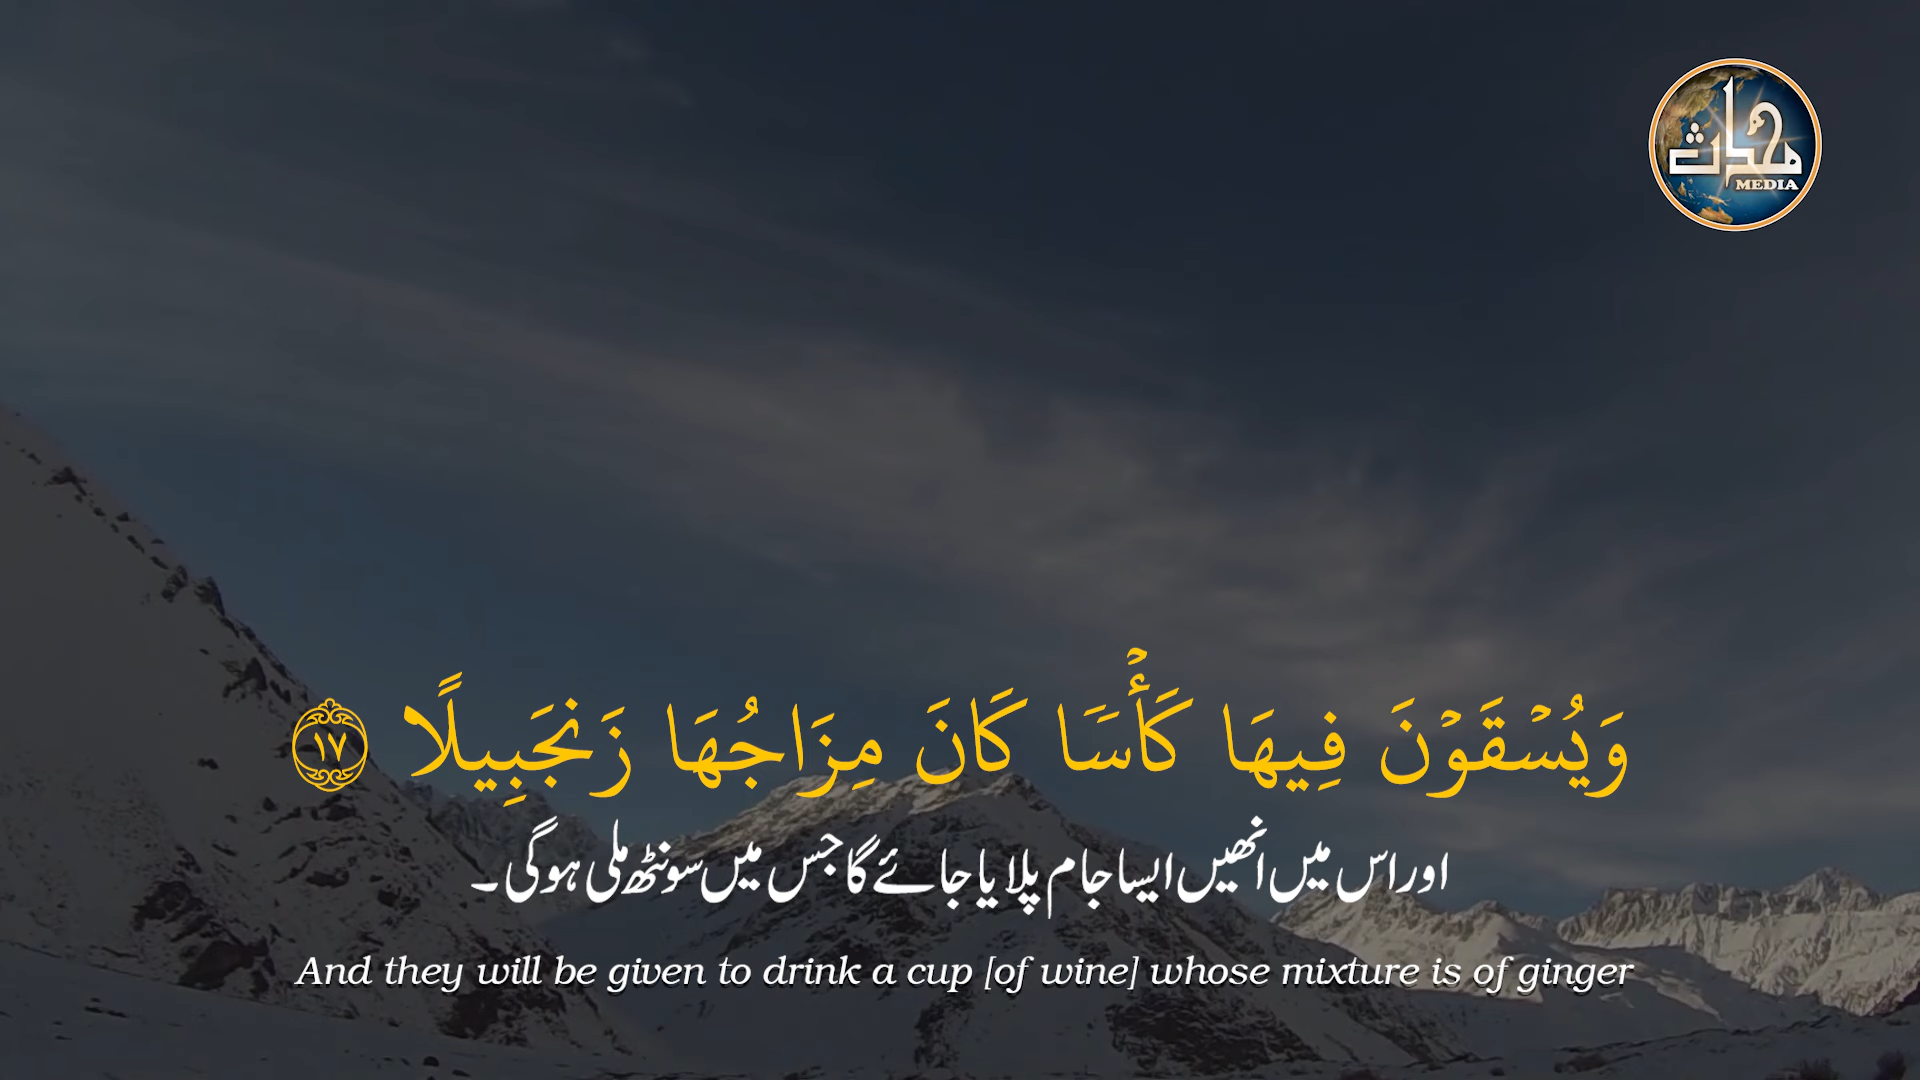 محدث
MEDIA
وَيُسْقَوْنَ فِيهَا كَأْسًا كَانَ مِزَاجُهَا زَنجَبِيلًا ١٧
اور اس میں انھیں ایسا جام پلایا جائے گا جس میں سونٹھ ملی ہوگی۔
And they will be given to drink a cup [of wine] whose mixture is of ginger